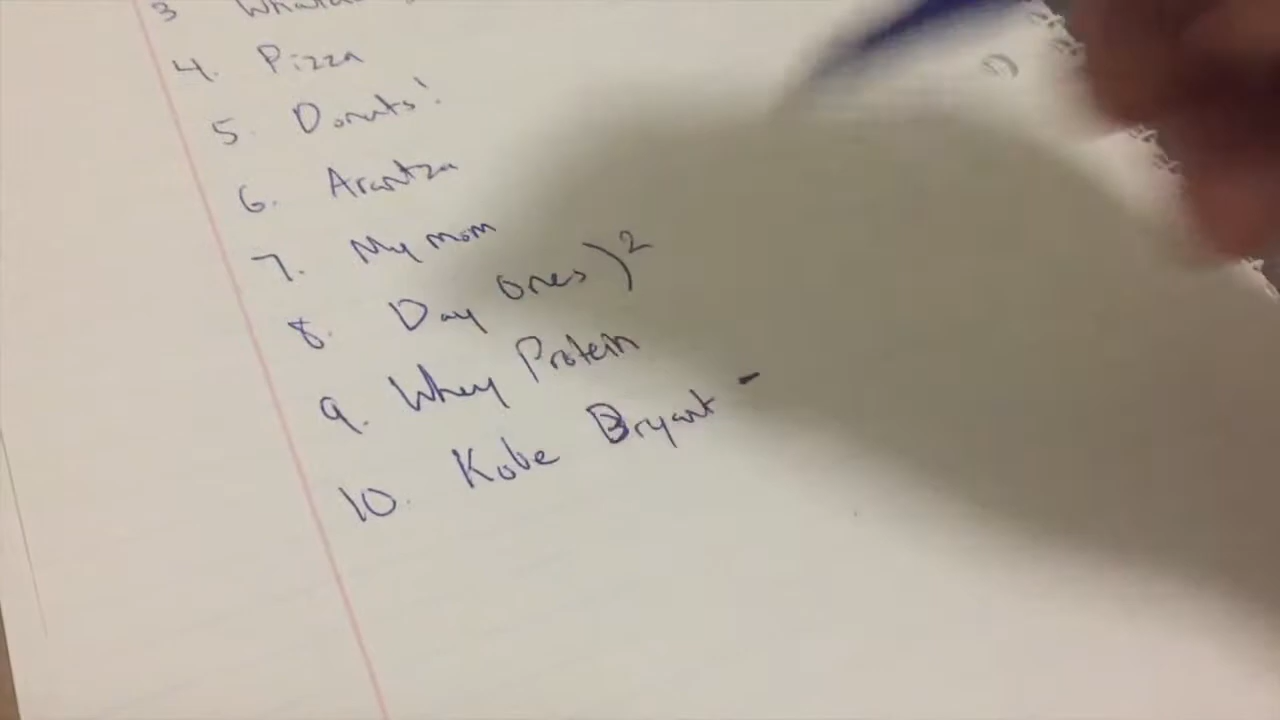 3
4. Pizza
5. Donuts!
6. Arantza
7. My mom
8. Day ones)²
9. Whey Protein
10. Kobe Bryant -